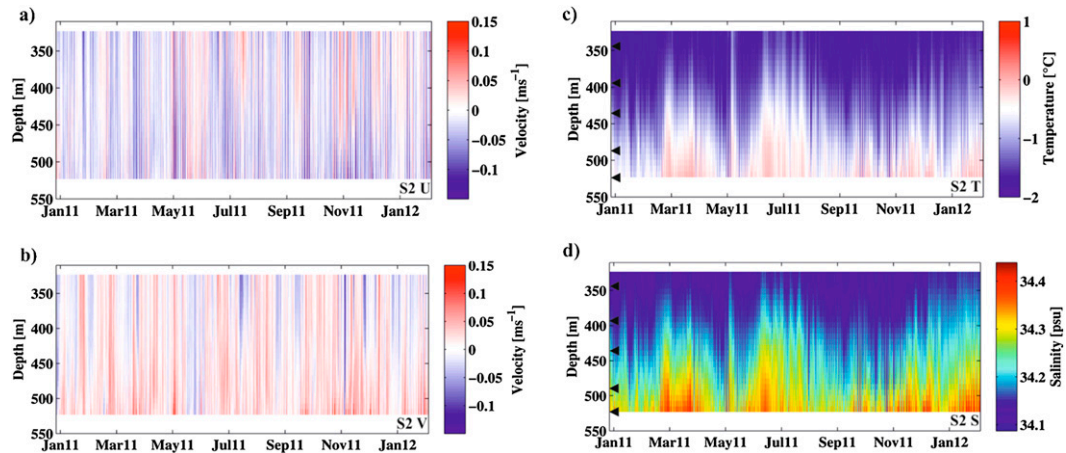 a)
350
400
450
500
550
Depth [m]
S2 U
Jan11 Mar11 May11 Jul11 Sep11 Nov11 Jan12
0.15
0.10
0.05
0
−0.05
−0.1
Velocity [ms−1]
c)
350
400
450
500
550
Depth [m]
S2 T
Jan11 Mar11 May11 Jul11 Sep11 Nov11 Jan12
1
0
−1
−2
Temperature [°C]
b)
350
400
450
500
550
Depth [m]
S2 V
Jan11 Mar11 May11 Jul11 Sep11 Nov11 Jan12
0.15
0.10
0.05
0
−0.05
−0.1
Velocity [ms−1]
d)
350
400
450
500
550
Depth [m]
S2 S
Jan11 Mar11 May11 Jul11 Sep11 Nov11 Jan12
34.4
34.3
34.2
34.1
Salinity [psu]